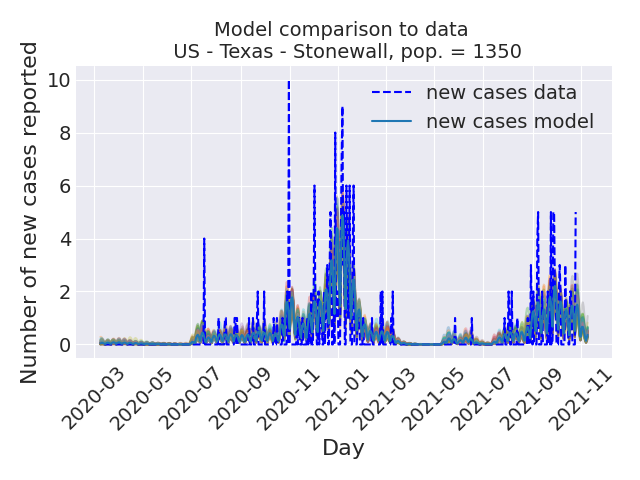 Model comparison to data
US - Texas - Stonewall, pop. = 1350
Number of new cases reported
10
8
6
4
2
0
new cases data
new cases model
2020-03
2020-05
2020-07
2020-09
2020-11
2021-01
2021-03
2021-05
2021-07
2021-09
2021-11
Day